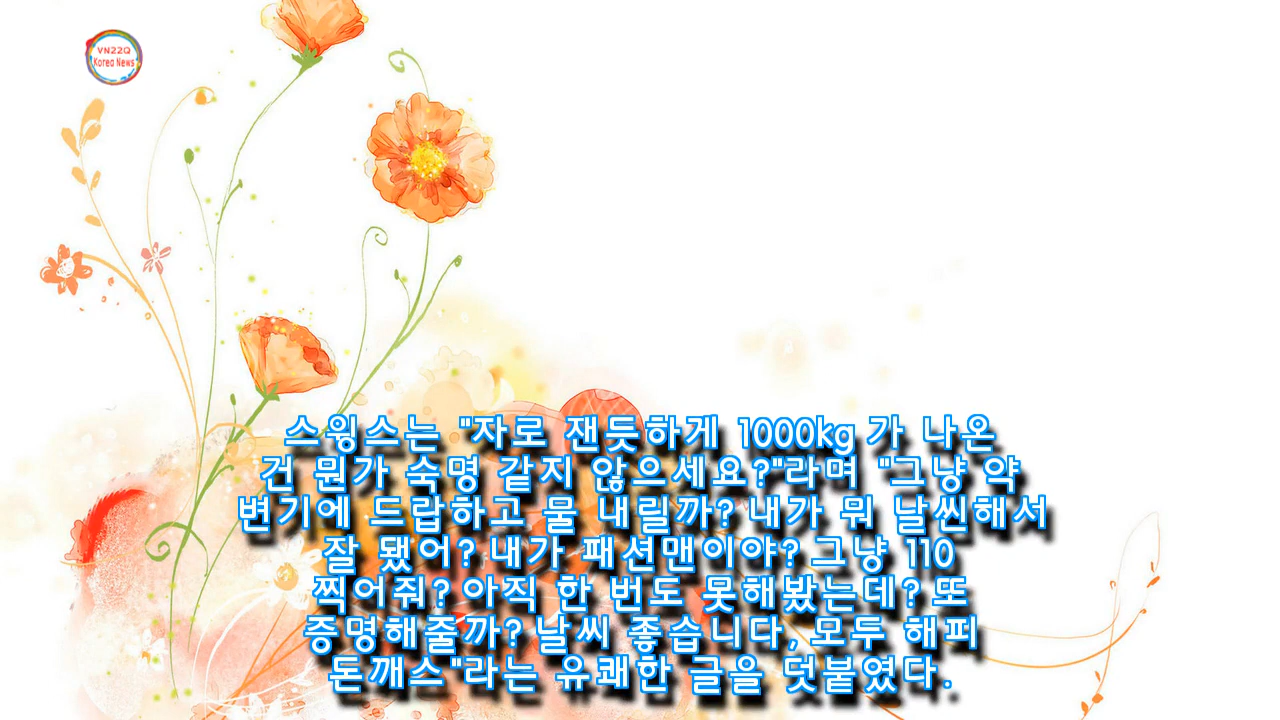 VN22Q
Korea News
스윙스는 "자로 잰듯하게 1000kg 가 나온
건 뭔가 숙명 같지 않으세요?"라며 "그냥 약
변기에 드랍하고 물 내릴까? 내가 뭐 날씬해서
잘 됐어? 내가 패션맨이야? 그냥 110
찍어줘? 아직 한 번도 못해봤는데? 또
증명해줄까? 날씨 좋습니다, 모두 해피
돈깨스"라는 유쾌한 글을 덧붙였다.